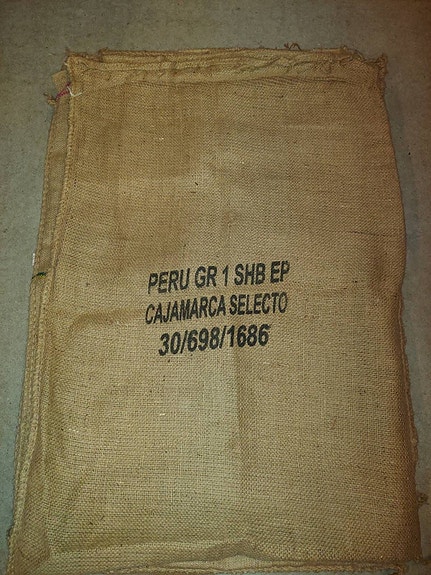 PERU GR 1 SHB EP
CAJAMARCA SELECTO
30/698/1686